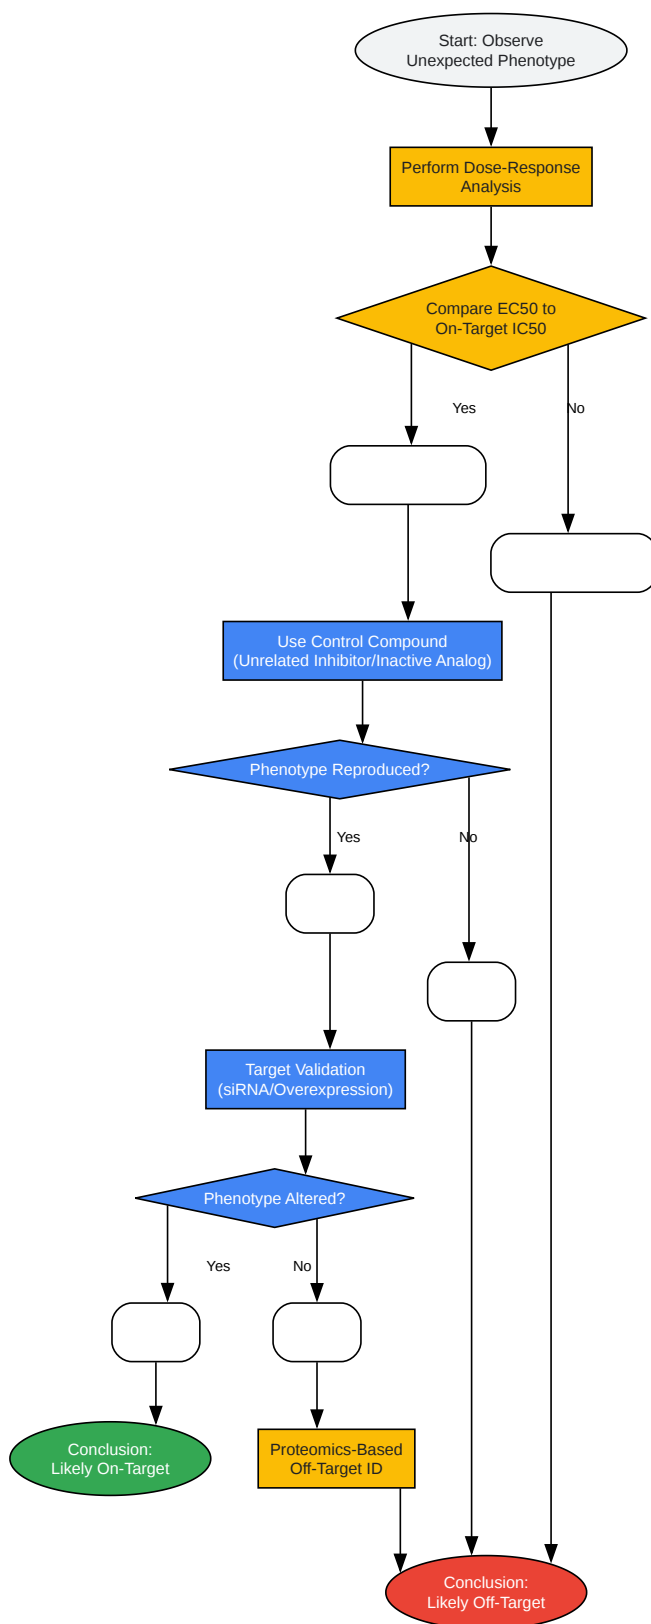 Start: Observe
Unexpected Phenotype
Perform Dose-Response
Analysis
Compare EC50 to
On-Target IC50
Yes
No
Use Control Compound
(Unrelated Inhibitor/Inactive Analog)
Phenotype Reproduced?
Yes
No
Target Validation
(siRNA/Overexpression)
Phenotype Altered?
Yes
No
Conclusion:
Likely On-Target
Proteomics-Based
Off-Target ID
Conclusion:
Likely Off-Target